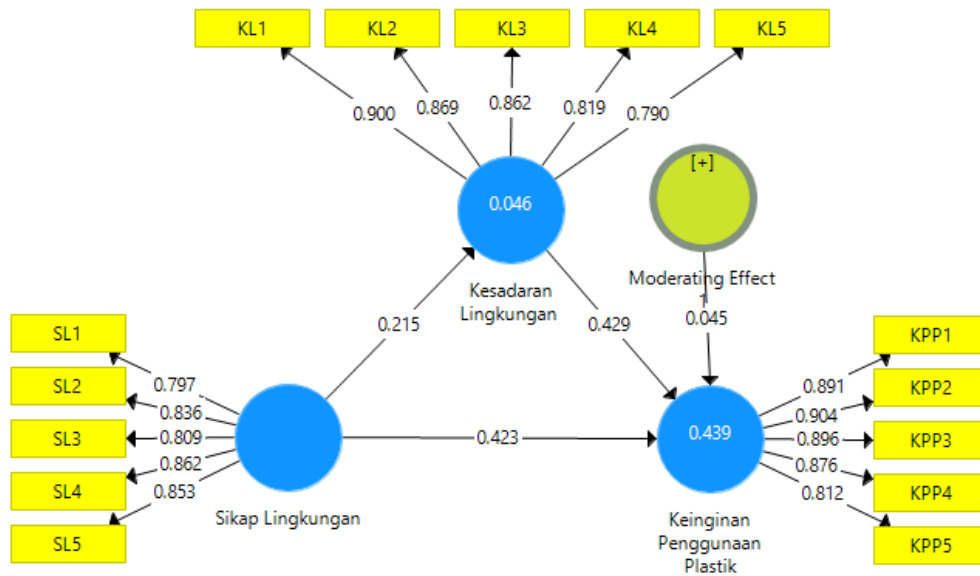 KL1
KL2
KL3
KL4
KL5
0.900
0.869
0.862
0.819
0.790
[+]
0.046
Moderating Effect
1
Kesadaran
Lingkungan
0.215
0.429
0.045
SL1
SL2
SL3
SL4
SL5
0.797
0.836
0.809
0.862
0.853
Sikap Lingkungan
0.423
0.439
Keinginan
Penggunaan
Plastik
0.891
0.904
0.896
0.876
0.812
KPP1
KPP2
KPP3
KPP4
KPP5